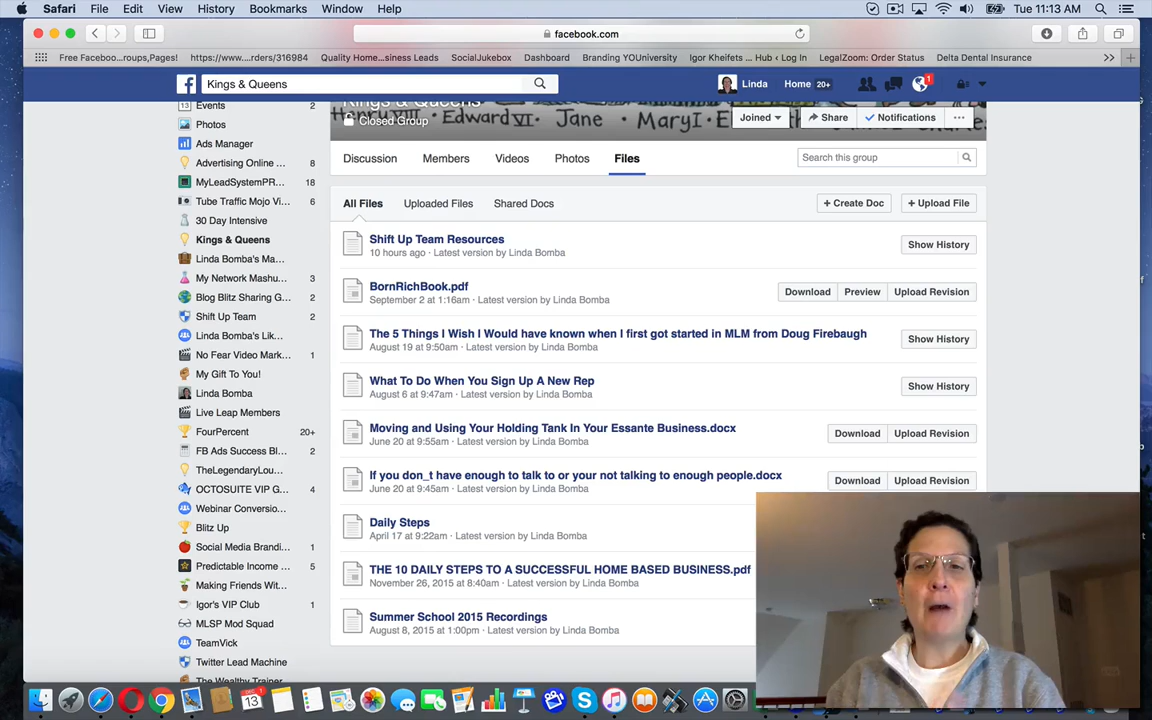 Safari File Edit View History Bookmarks Window Help Tue 11:13 AM
facebook.com
Free Facebook...roups,Pages! https://www....rders/316984 Quality Home...siness Leads SocialJukebox Dashboard Branding YOUniversity Igor Kheifets ... Hub ‹ Log In LegalZoom: Order Status Delta Dental Insurance
Kings & Queens Linda Home 20+ 1
Kings & Queens
Henry VIII • Edward VI • Jane • Mary I •
Closed Group Joined Share Notifications
Discussion Members Videos Photos Files Search this group
All Files Uploaded Files Shared Docs + Create Doc + Upload File
Events 2
Photos
Ads Manager
Advertising Online ... 8
MyLeadSystemPR... 18
Tube Traffic Mojo Vi... 6
30 Day Intensive
Kings & Queens
Linda Bomba's Ma...
My Network Mashu... 3
Blog Blitz Sharing G... 2
Shift Up Team 2
Linda Bomba's Lik...
No Fear Video Mark... 1
My Gift To You!
Linda Bomba
Live Leap Members
FourPercent 20+
FB Ads Success Bl... 2
TheLegendaryLou...
OCTOSUITE VIP G... 4
Webinar Conversio...
Blitz Up
Social Media Brandi... 1
Predictable Income ... 5
Making Friends Wit...
Igor's VIP Club 1
MLSP Mod Squad
TeamVick
Twitter Lead Machine
The Wealthy Trainer
Shift Up Team Resources Show History
10 hours ago · Latest version by Linda Bomba
BornRichBook.pdf Download Preview Upload Revision
September 2 at 1:16am · Latest version by Linda Bomba
The 5 Things I Wish I Would have known when I first got started in MLM from Doug Firebaugh Show History
August 19 at 9:50am · Latest version by Linda Bomba
What To Do When You Sign Up A New Rep Show History
August 6 at 9:47am · Latest version by Linda Bomba
Moving and Using Your Holding Tank In Your Essante Business.docx Download Upload Revision
June 20 at 9:55am · Latest version by Linda Bomba
If you don_t have enough to talk to or your not talking to enough people.docx Download Upload Revision
June 20 at 9:45am · Latest version by Linda Bomba
Daily Steps
April 17 at 9:22am · Latest version by Linda Bomba
THE 10 DAILY STEPS TO A SUCCESSFUL HOME BASED BUSINESS.pdf
November 26, 2015 at 8:40am · Latest version by Linda Bomba
Summer School 2015 Recordings
August 8, 2015 at 1:00pm · Latest version by Linda Bomba
13 1